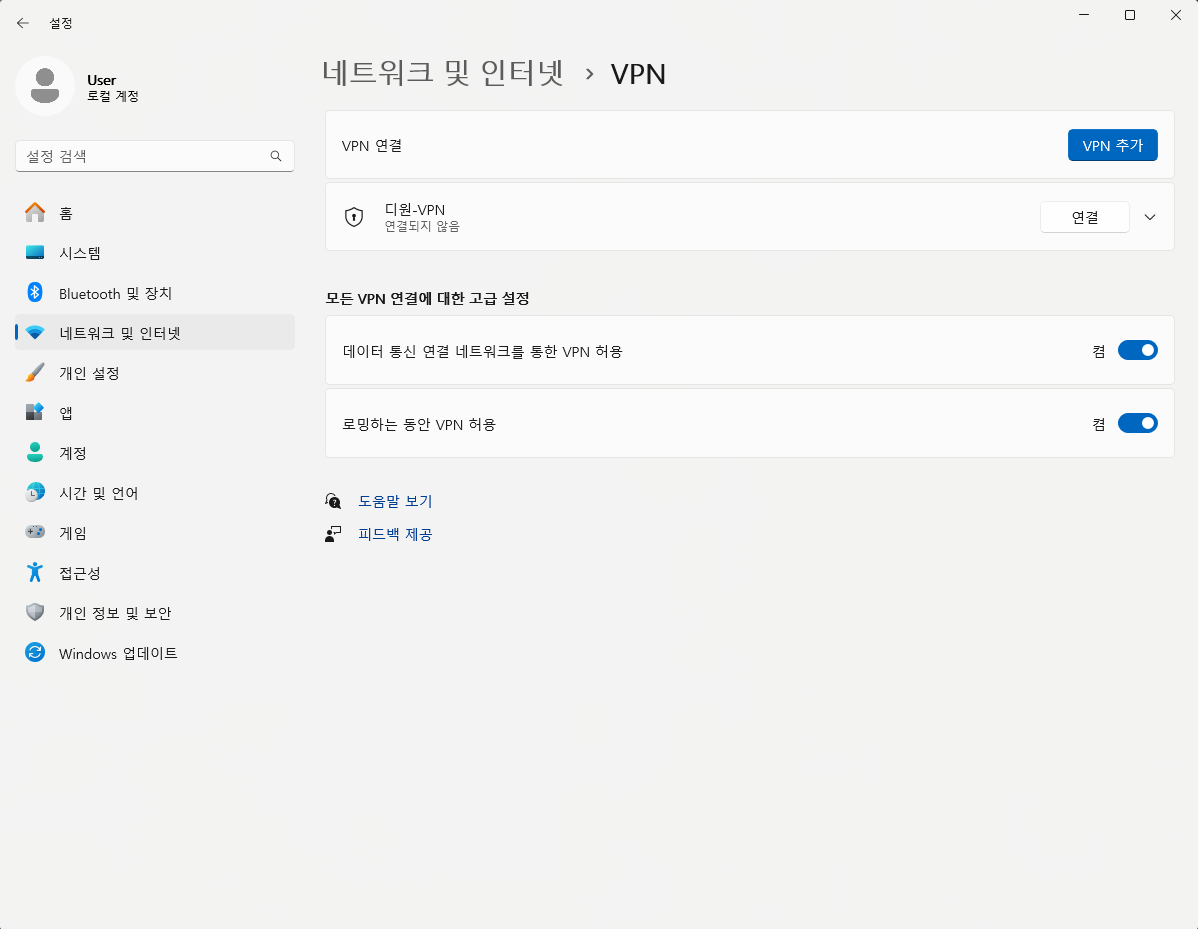 설정
User
로컬 계정
설정 검색
홈
시스템
Bluetooth 및 장치
네트워크 및 인터넷
개인 설정
앱
계정
시간 및 언어
게임
접근성
개인 정보 및 보안
Windows 업데이트
네트워크 및 인터넷 › VPN
VPN 연결
VPN 추가
디원-VPN
연결되지 않음
연결
모든 VPN 연결에 대한 고급 설정
데이터 통신 연결 네트워크를 통한 VPN 허용
켬
로밍하는 동안 VPN 허용
켬
도움말 보기
피드백 제공